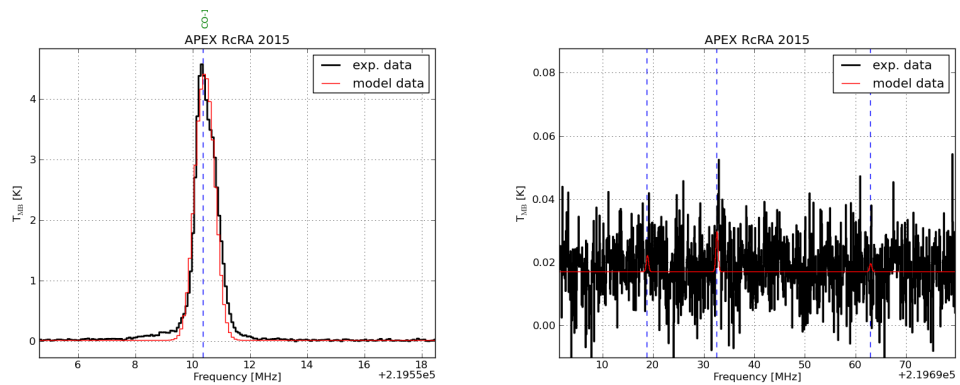 CO-1
APEX RcRA 2015
exp. data
model data
T_MB [K]
4
3
2
1
0
6
8
10
12
14
16
18
Frequency [MHz]
+2.1955e5
APEX RcRA 2015
exp. data
model data
T_MB [K]
0.08
0.06
0.04
0.02
0.00
10
20
30
40
50
60
70
Frequency [MHz]
+2.1969e5